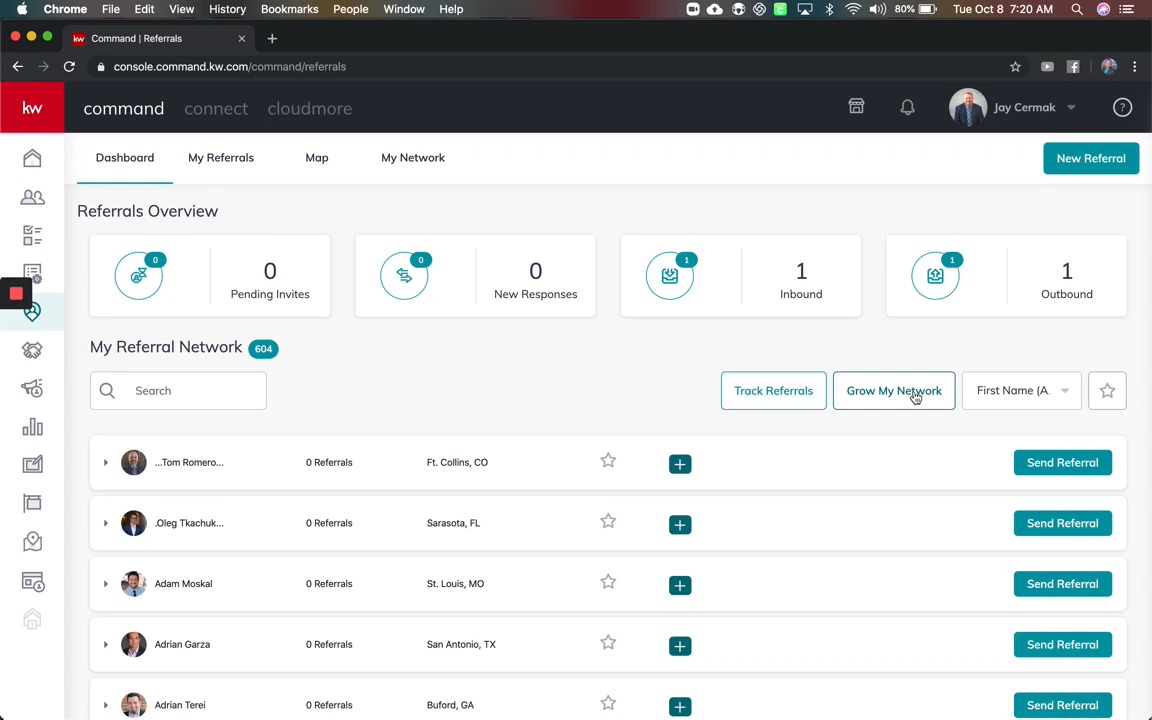 Chrome File Edit View History Bookmarks People Window Help 80% Tue Oct 8 7:20 AM
kw Command | Referrals
console.command.kw.com/command/referrals
kw command connect cloudmore Jay Cermak ?
Dashboard My Referrals Map My Network New Referral
Referrals Overview
0 0 1 1
0 0 1 1
Pending Invites New Responses Inbound Outbound
My Referral Network 604
Search Track Referrals Grow My Network First Name (A
...Tom Romero... 0 Referrals Ft. Collins, CO Send Referral
.Oleg Tkachuk... 0 Referrals Sarasota, FL Send Referral
Adam Moskal 0 Referrals St. Louis, MO Send Referral
Adrian Garza 0 Referrals San Antonio, TX Send Referral
Adrian Terei 0 Referrals Buford, GA Send Referral